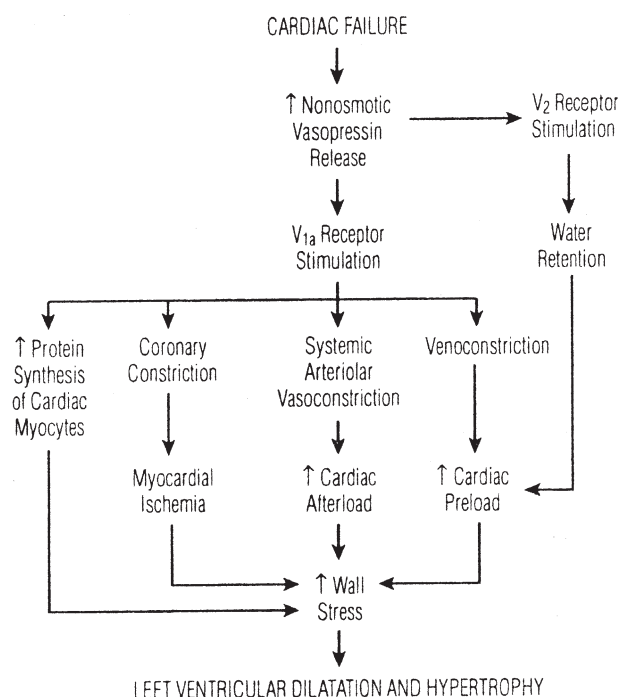 CARDIAC FAILURE
↑ Nonosmotic
Vasopressin
Release
V2 Receptor
Stimulation
V1a Receptor
Stimulation
Water
Retention
↑ Protein
Synthesis
of Cardiac
Myocytes
Coronary
Constriction
Systemic
Arteriolar
Vasoconstriction
Venoconstriction
Myocardial
Ischemia
↑ Cardiac
Afterload
↑ Cardiac
Preload
↑ Wall
Stress
LEFT VENTRICULAR DILATATION AND HYPERTROPHY